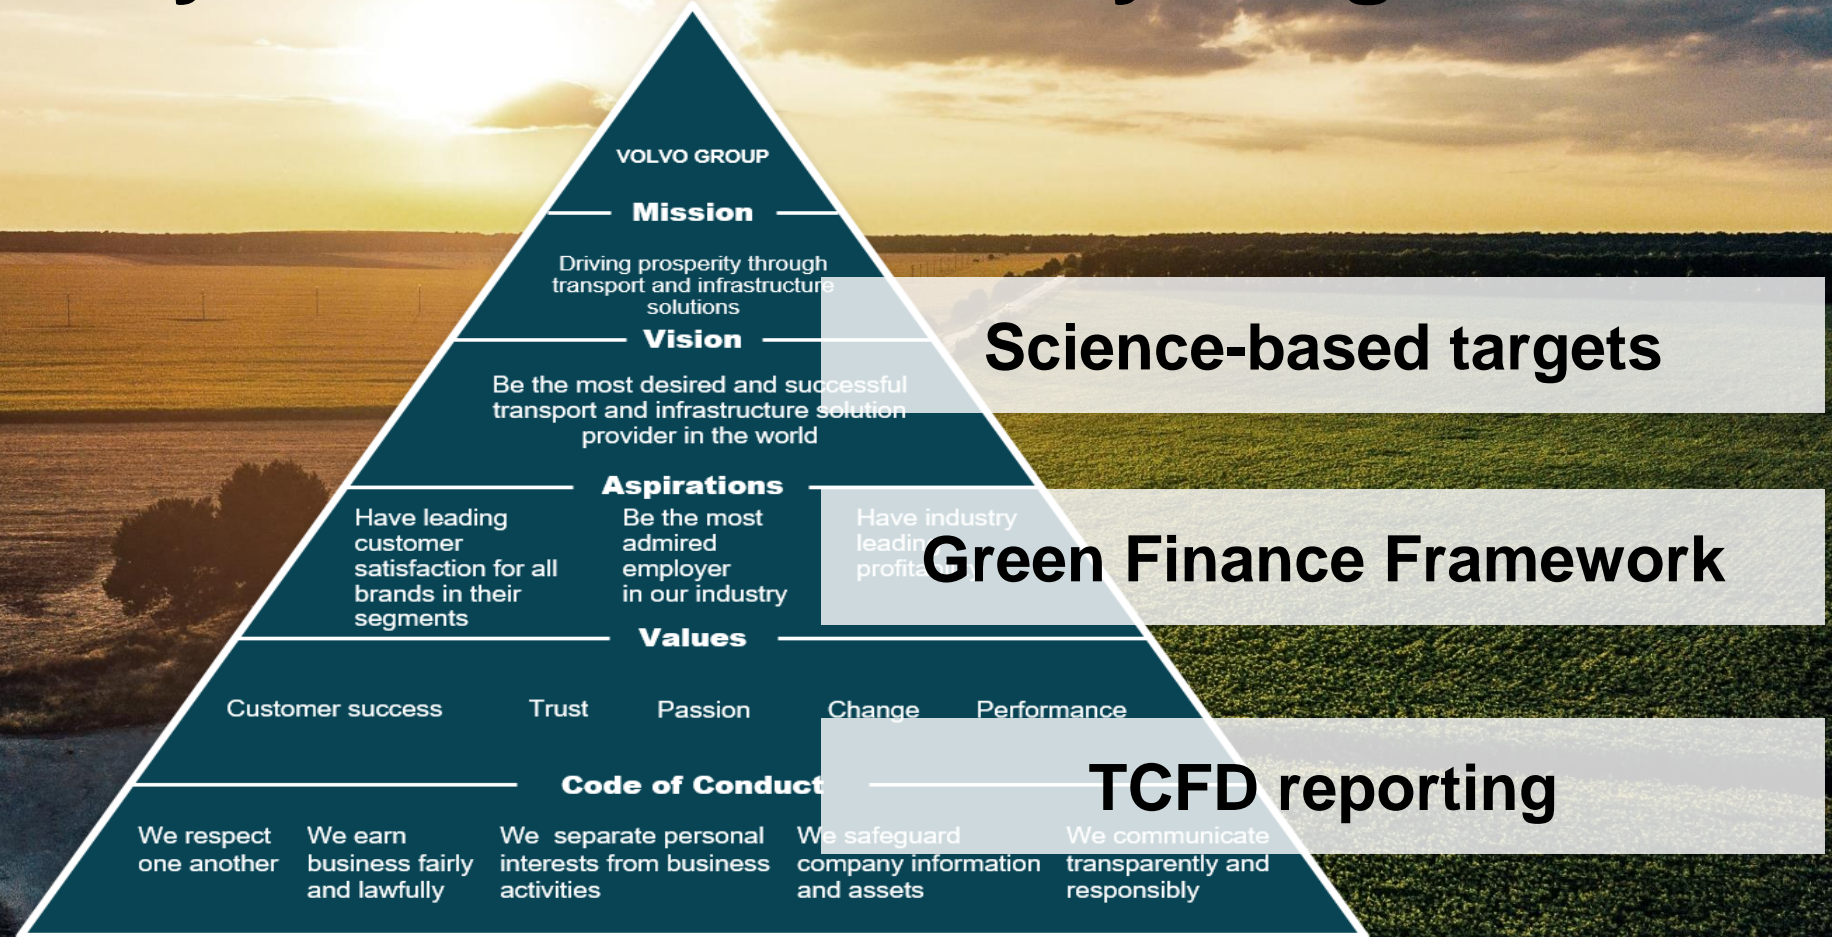 VOLVO GROUP
Mission
Driving prosperity through
transport and infrastructure
solutions
Vision
Be the most desired and successful
transport and infrastructure solution
provider in the world
Aspirations
Have leading
customer
satisfaction for all
brands in their
segments
Be the most
admired
employer
in our industry
Have industry
leading
Values
Customer success
Trust
Passion
Change
Performance
Code of Conduct
We respect
one another
We earn
business fairly
and lawfully
We separate personal
interests from business
activities
We safeguard
company information
and assets
We communicate
transparently and
responsibly
Science-based targets
Green Finance Framework
TCFD reporting